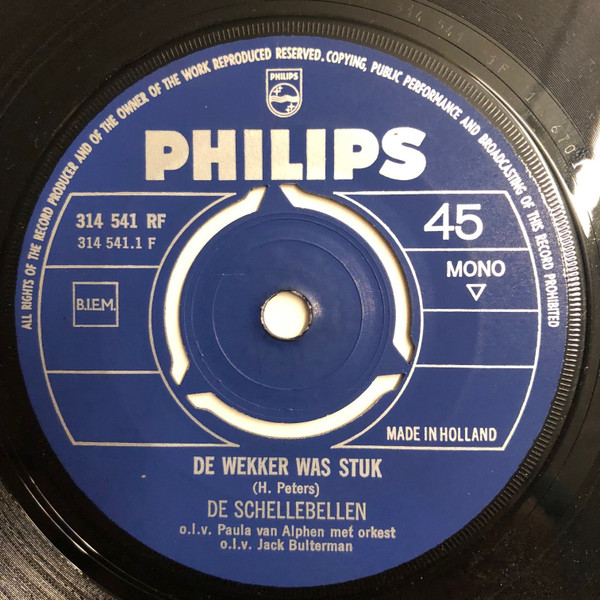 ALL RIGHTS OF THE RECORD PRODUCER AND OF THE OWNER OF THE WORK REPRODUCED RESERVED. COPYING, PUBLIC PERFORMANCE AND BROADCASTING OF THIS RECORD PROHIBITED
PHILIPS
PHILIPS
314 541 RF
314 541.1 F
45
B.I.E.M.
MONO
MADE IN HOLLAND
DE WEKKER WAS STUK
(H. Peters)
DE SCHELLEBELLEN
o.l.v. Paula van Alphen met orkest
o.l.v. Jack Bulterman